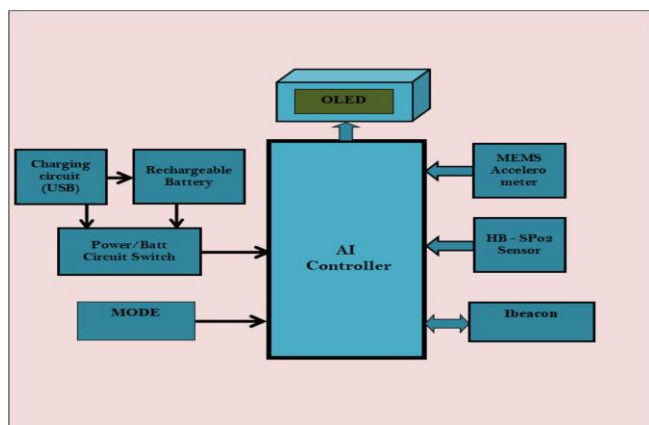 OLED
Charging
circuit
(USB)
Rechargeable
Battery
Power/Batt
Circuit Switch
MODE
AI
Controller
MEMS
Accelero
meter
HB - SP02
Sensor
Ibeacon